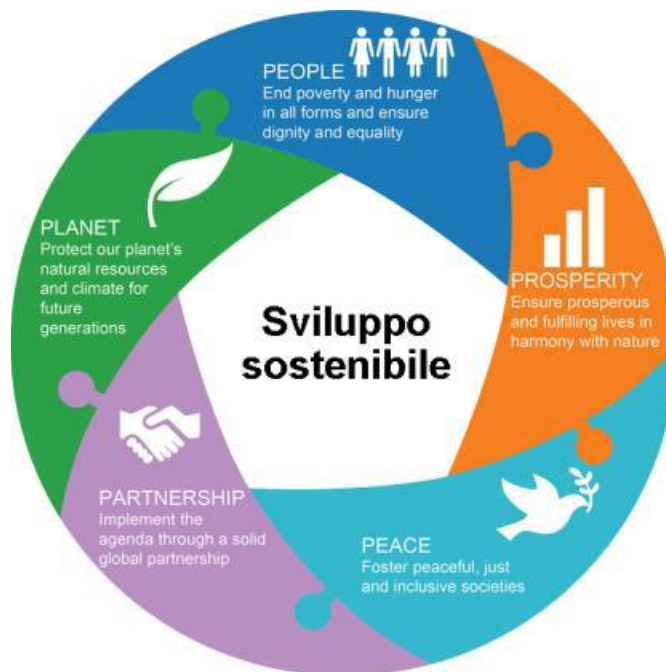 PEOPLE
End poverty and hunger
in all forms and ensure
dignity and equality
PROSPERITY
Ensure prosperous
and fulfilling lives in
harmony with nature
PEACE
Foster peaceful, just
and inclusive societies
PARTNERSHIP
Implement the
agenda through a solid
global partnership
PLANET
Protect our planet's
natural resources
and climate for
future
generations
Sviluppo
sostenibile